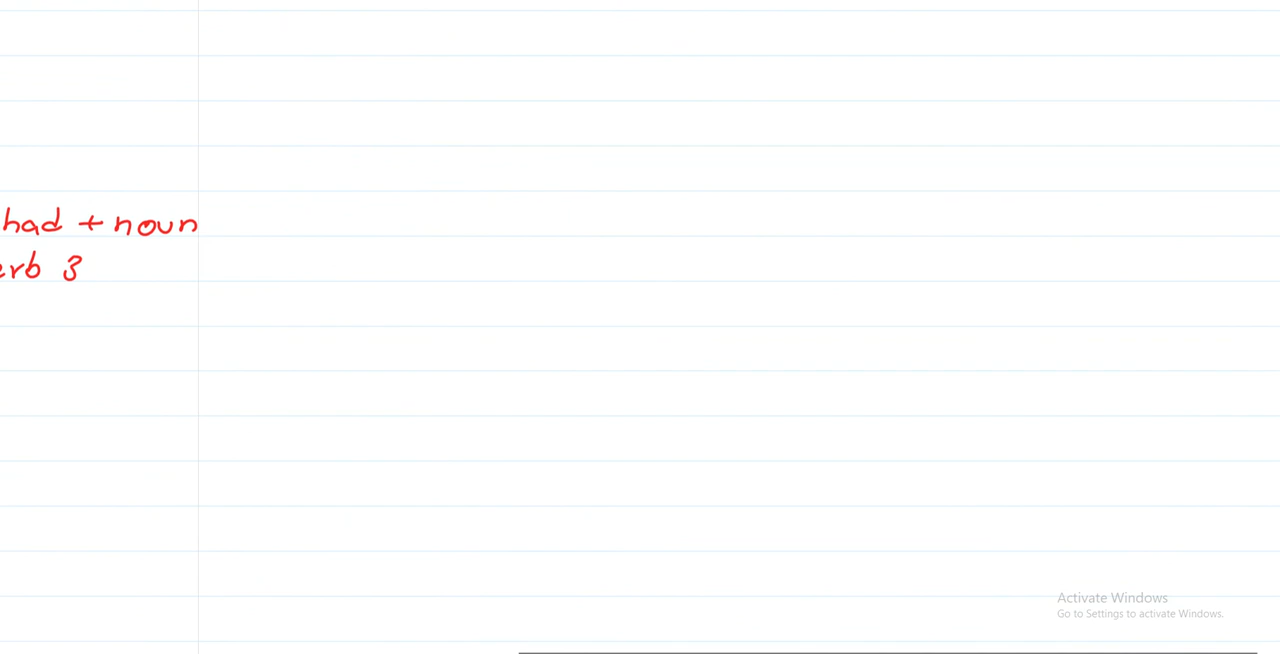 had + noun
erb 3
Activate Windows
Go to Settings to activate Windows.